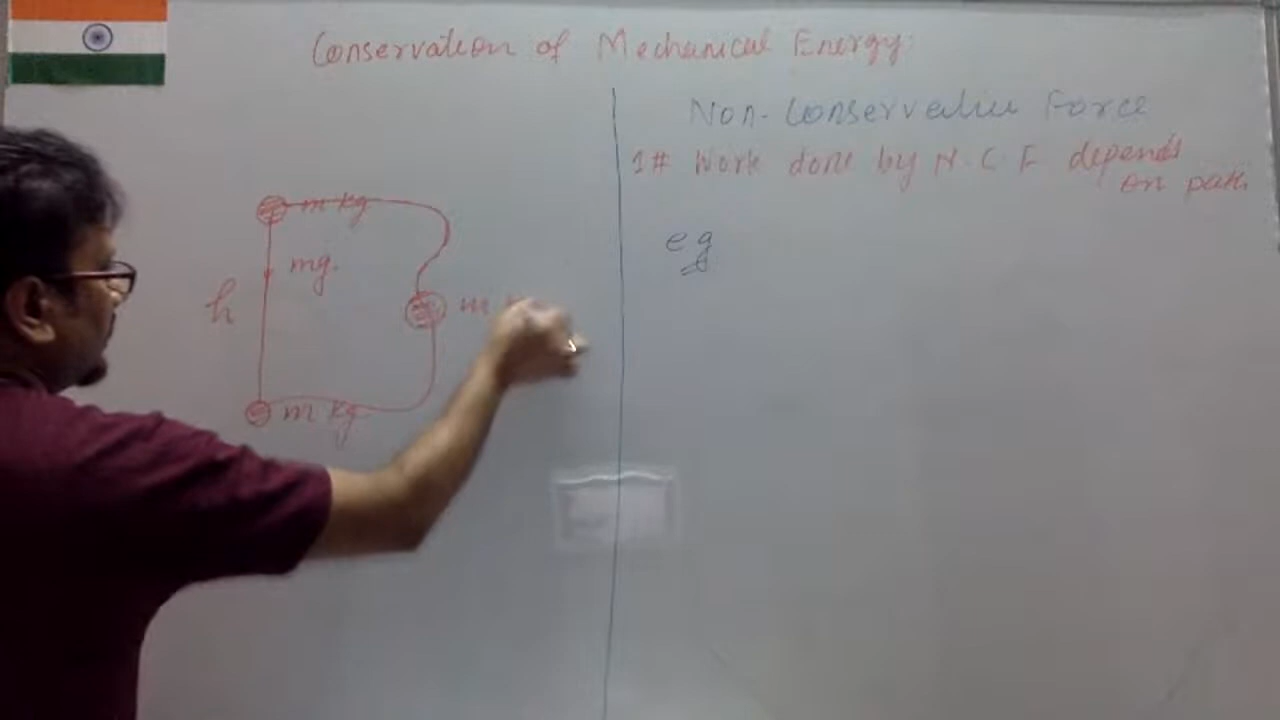 Conservation of Mechanical Energy:
m kg
mg.
h
m
m kg
Non-Conservative Force
1# Work done by N.C.F depends
on path
eg